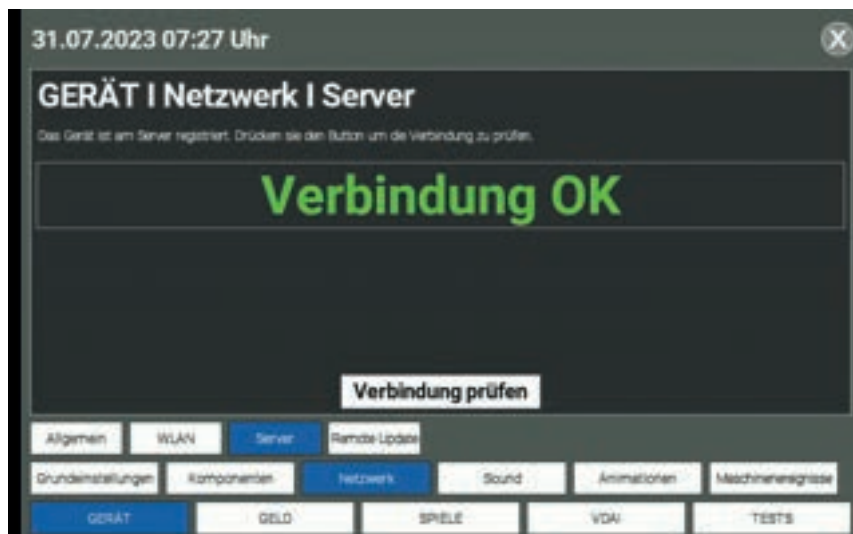 31.07.2023 07:27 Uhr
X
GERÄT I Netzwerk I Server
Das Gerät ist am Server registriert. Drücken sie den Button um die Verbindung zu prüfen.
Verbindung OK
Verbindung prüfen
Allgemein WLAN Server Remote Update
Grundeinstellungen Komponenten Netzwerk Sound Animationen Maschinenereignisse
GERÄT GELD SPIELE VDAI TESTS